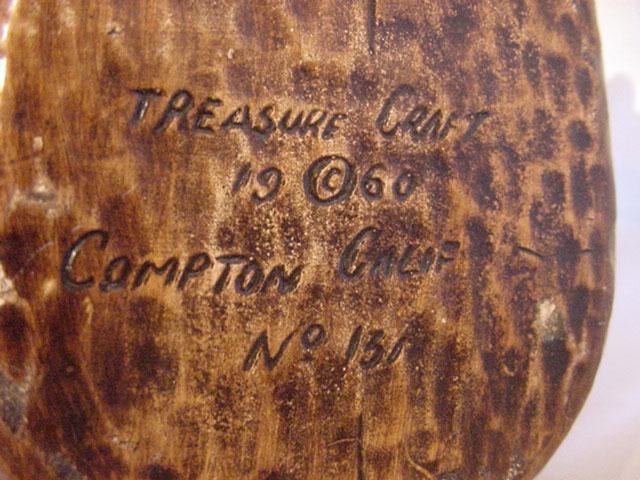 TREASURE CRAFT
19 © 60
COMPTON CALIF
Nº 131